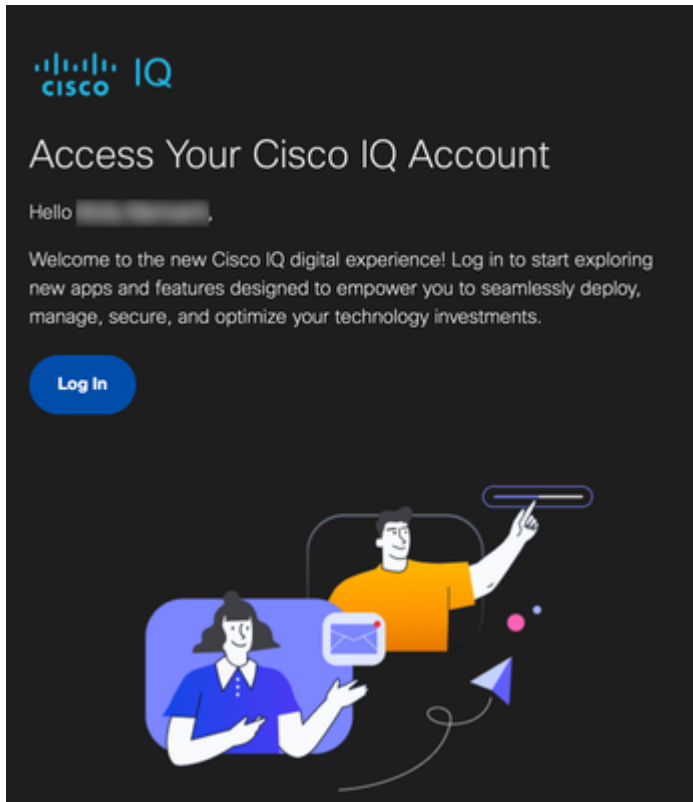 CISCO IQ
Access Your Cisco IQ Account
Hello ,
Welcome to the new Cisco IQ digital experience! Log in to start exploring
new apps and features designed to empower you to seamlessly deploy,
manage, secure, and optimize your technology investments.
Log In